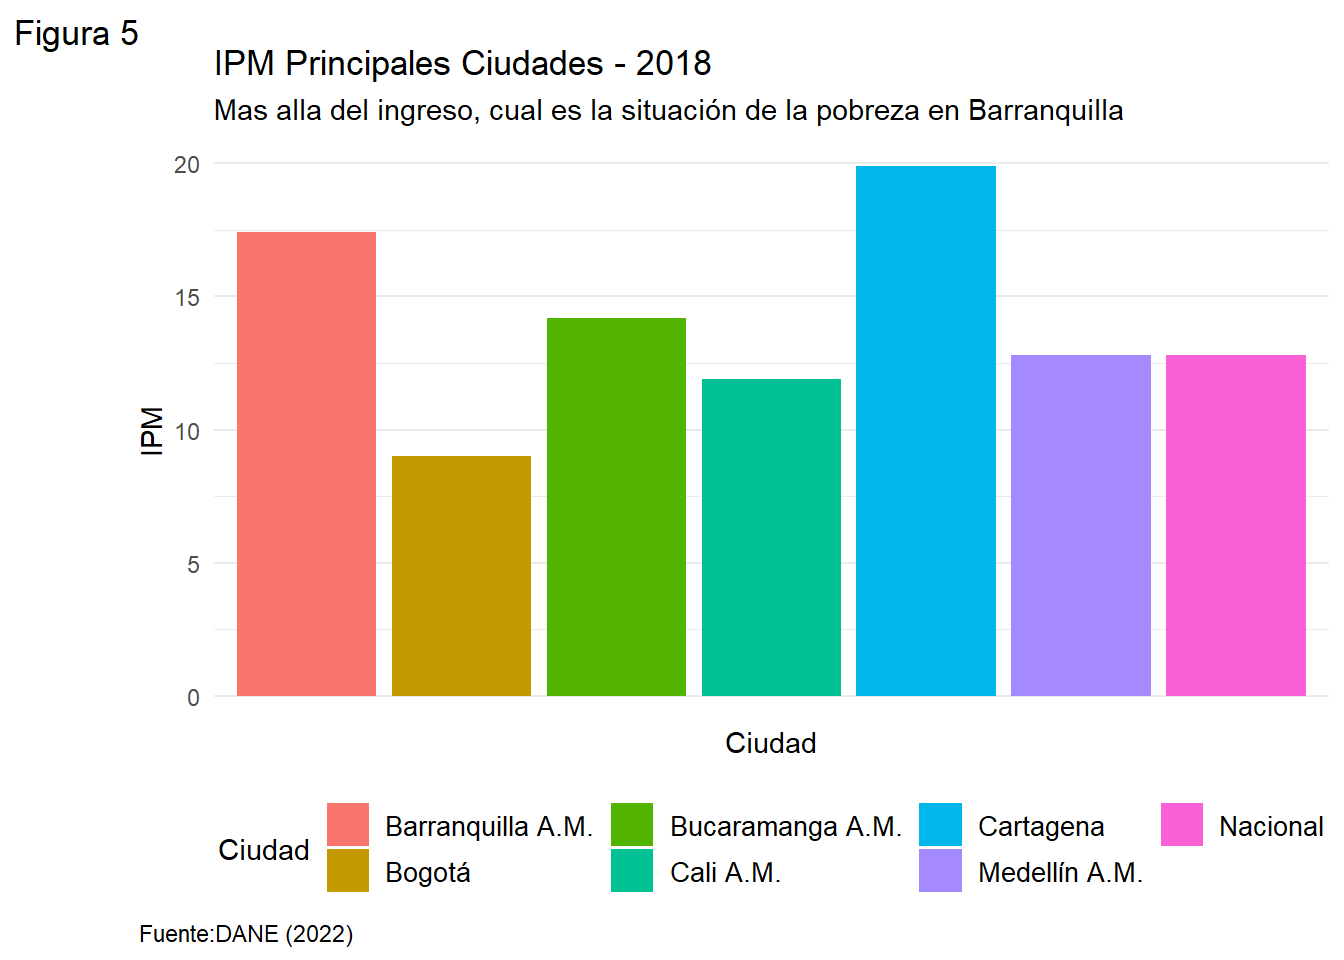 Figura 5
IPM Principales Ciudades - 2018
Mas alla del ingreso, cual es la situación de la pobreza en Barranquilla
20
15
10
5
0
IPM
Ciudad
Ciudad
Barranquilla A.M.
Bogotá
Bucaramanga A.M.
Cali A.M.
Cartagena
Medellín A.M.
Nacional
Fuente:DANE (2022)